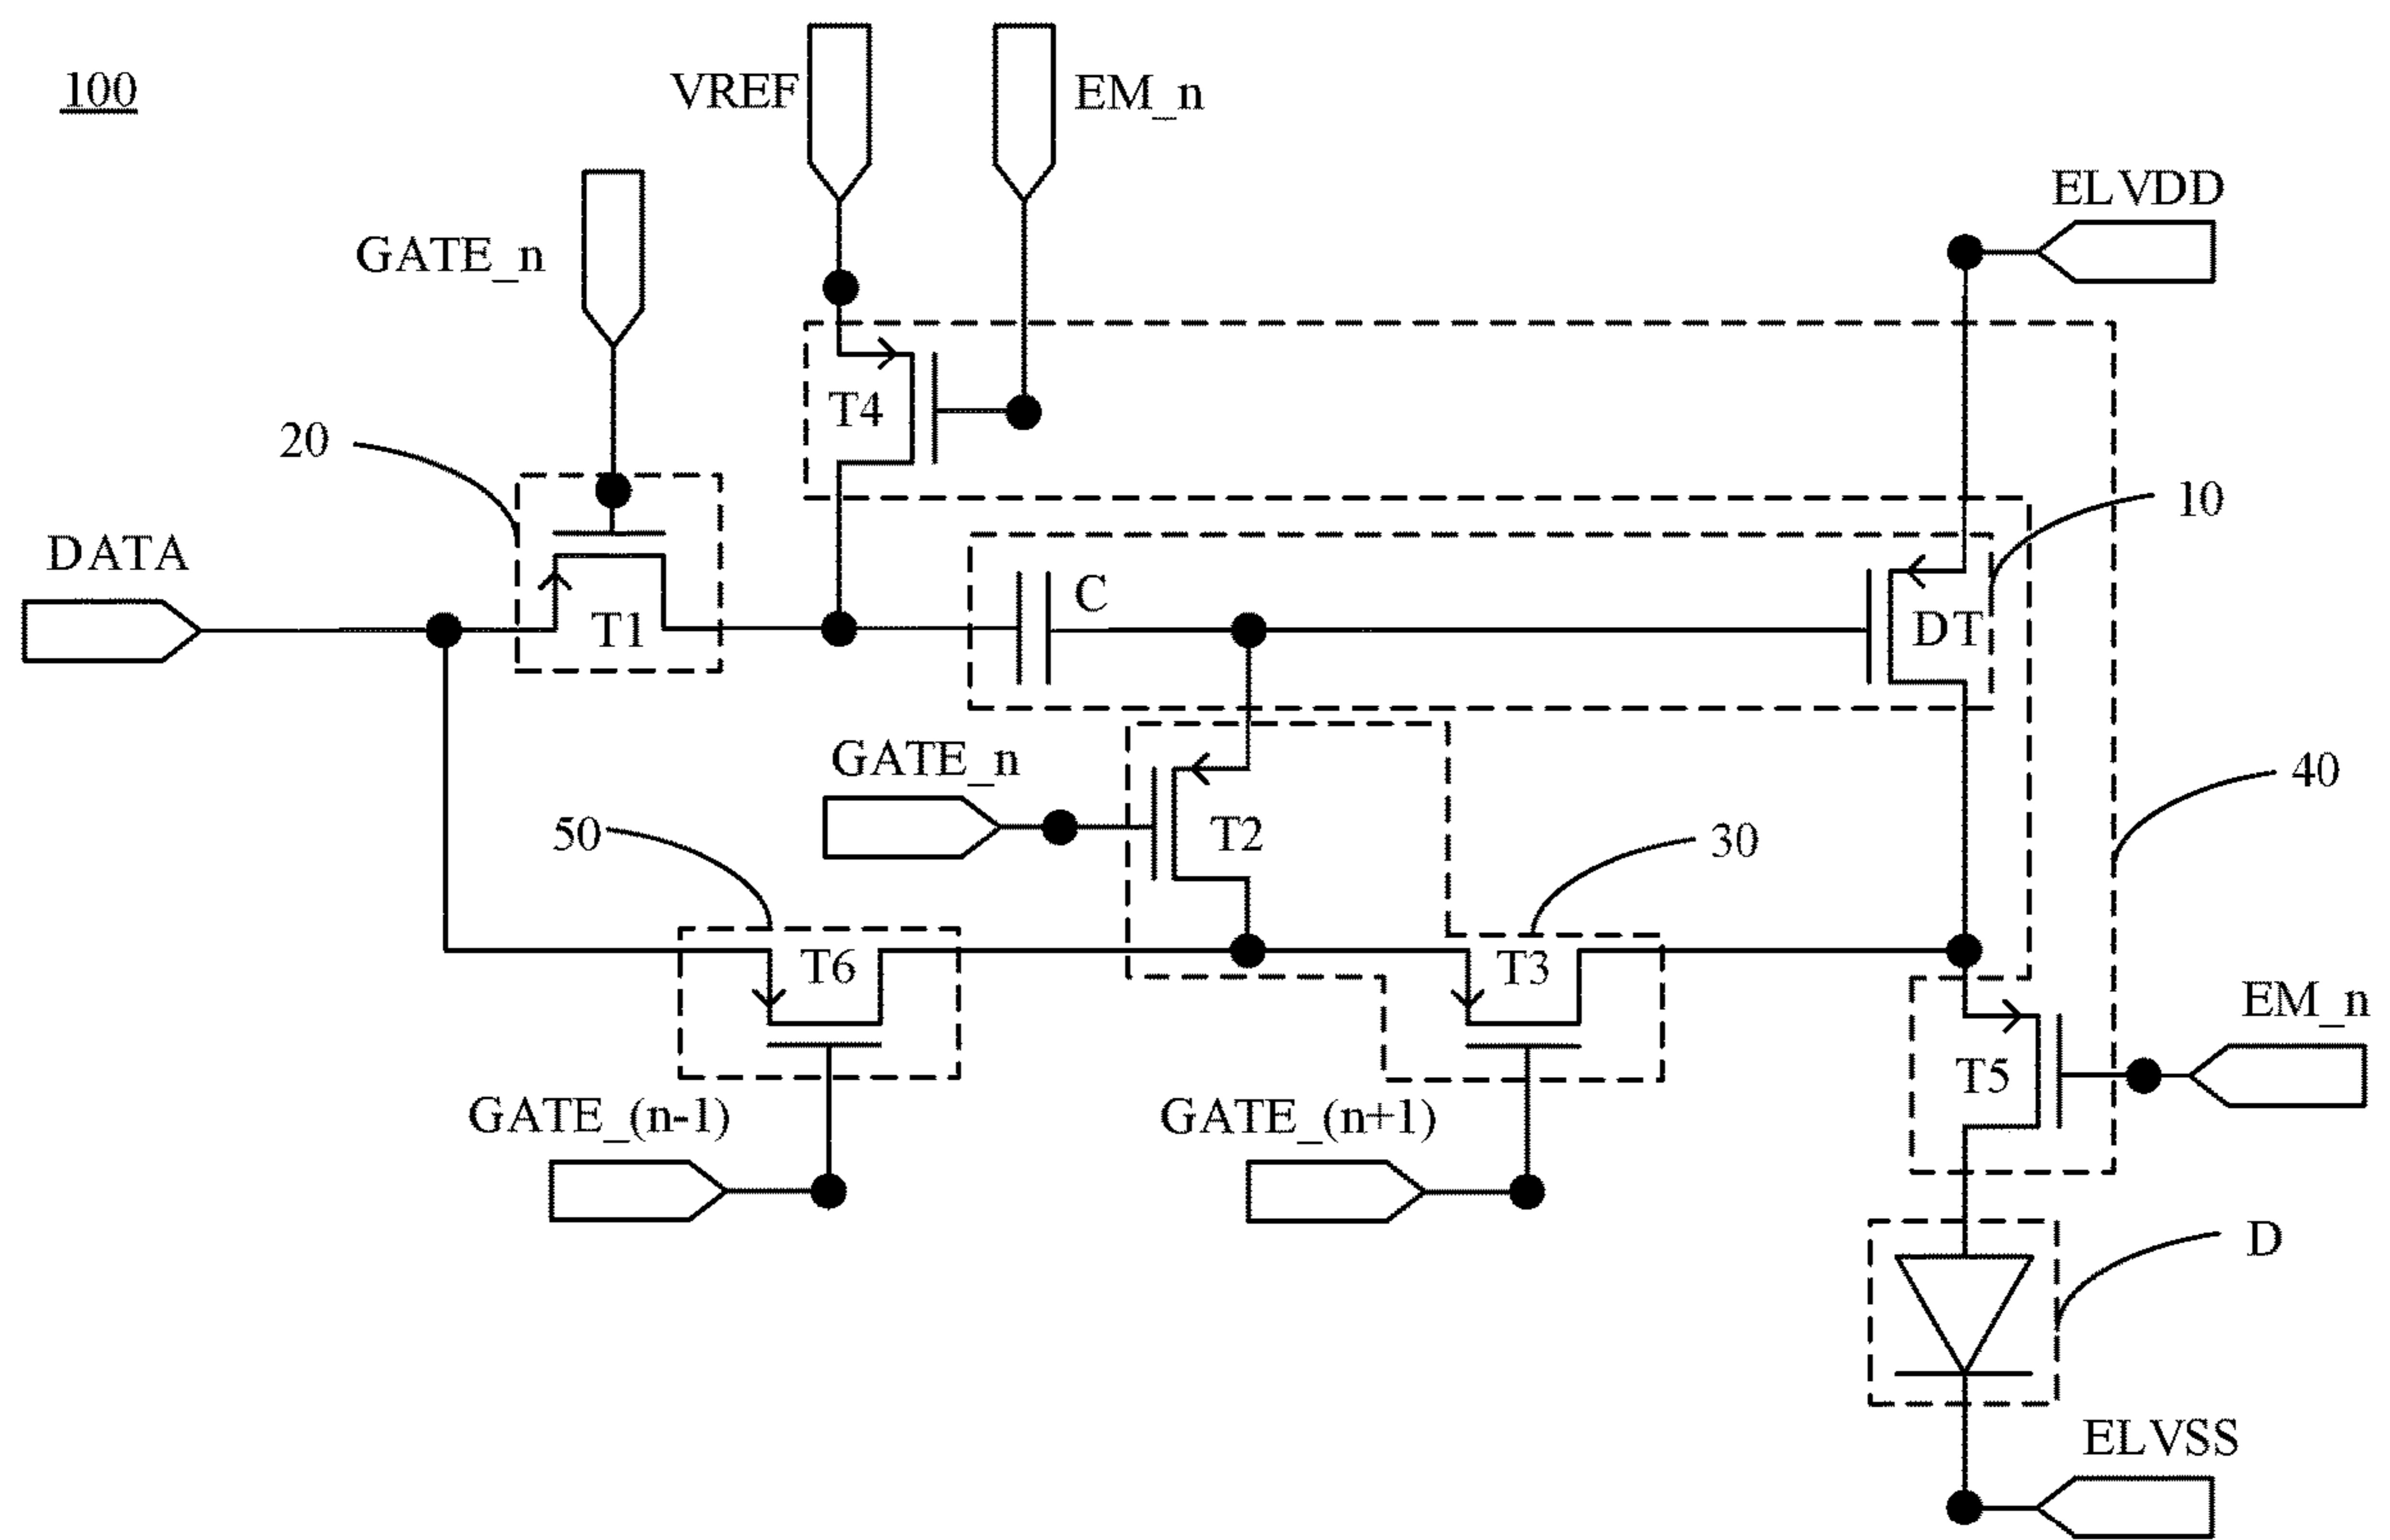 100
VREF
EM_n
GATE_n
ELVDD
T4
20
10
DATA
C
T1
DT
GATE_n
40
50
T2
30
T6
T3
EM_n
T5
GATE_(n-1)
GATE_(n+1)
D
ELVSS